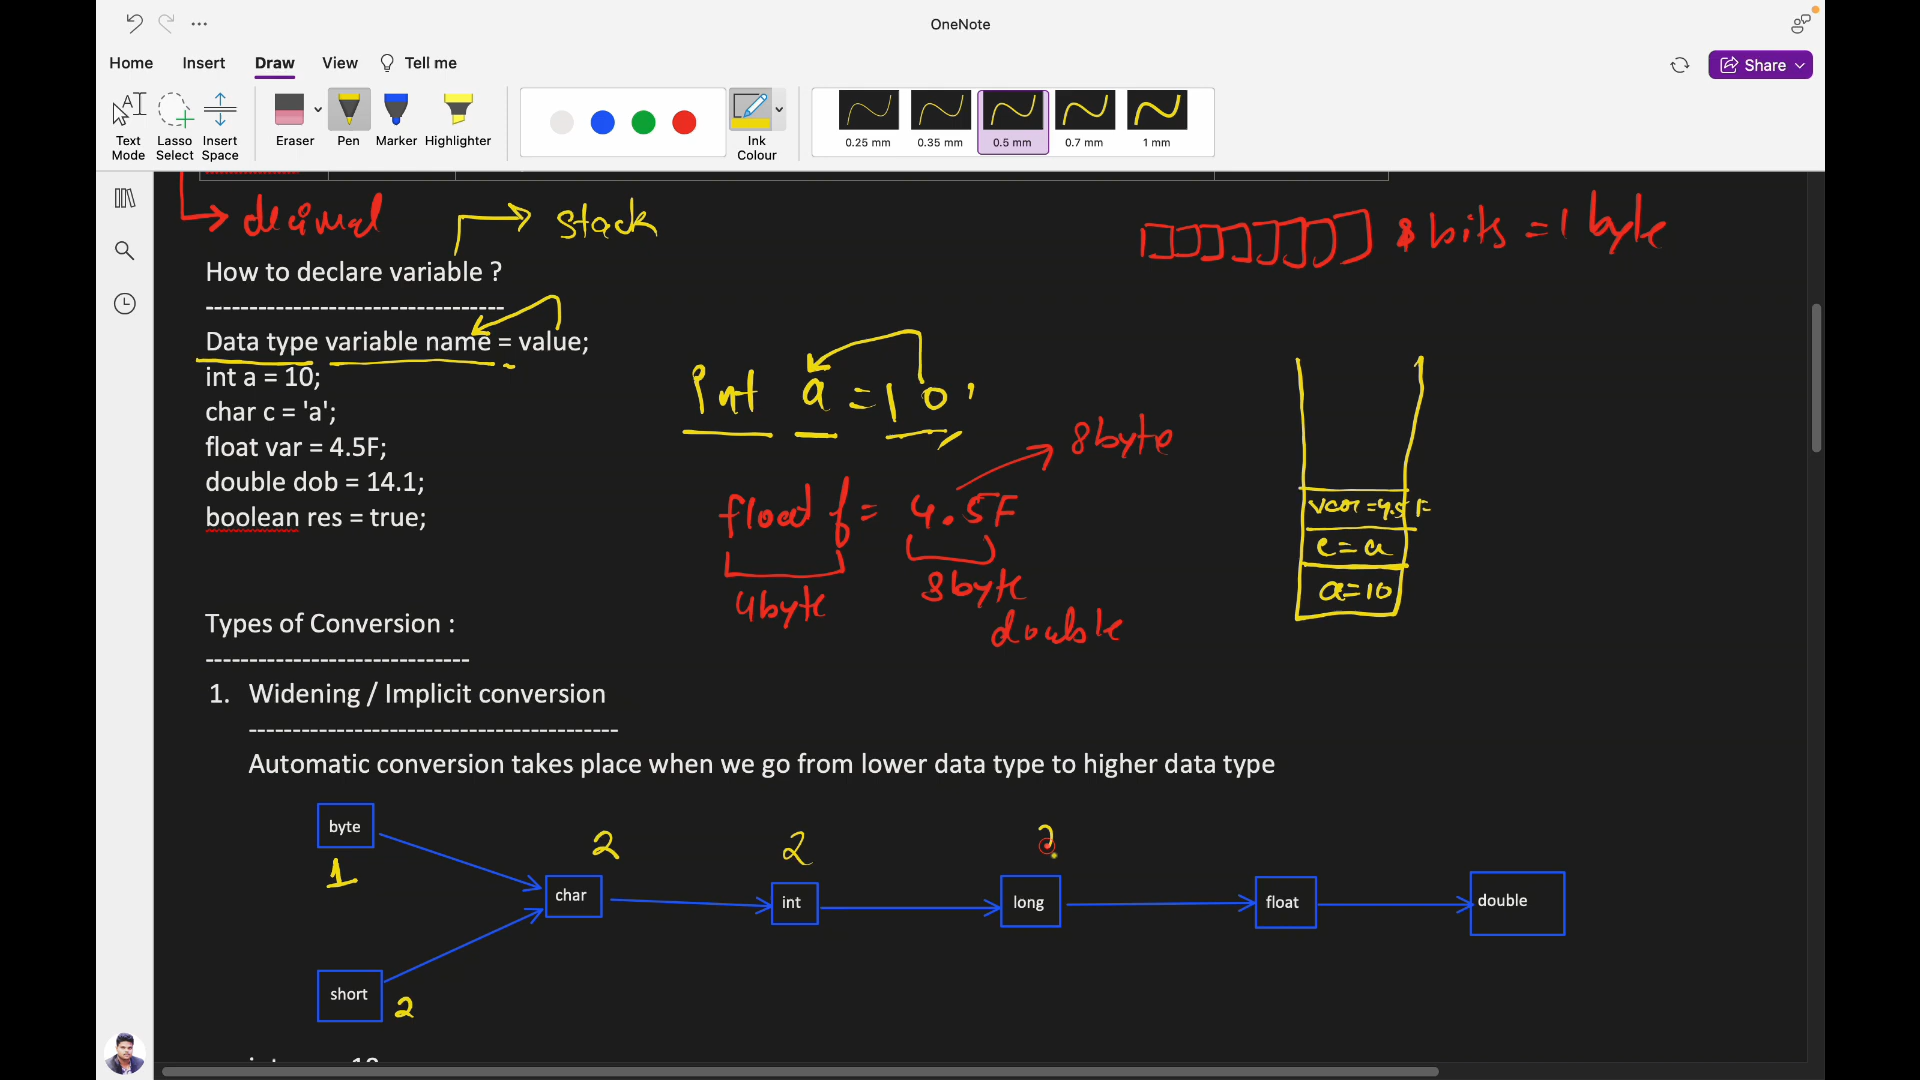 OneNote
Home Insert Draw View Tell me
Share
Text Mode
Lasso Select
Insert Space
Eraser
Pen
Marker
Highlighter
Ink Colour
0.25 mm
0.35 mm
0.5 mm
0.7 mm
1 mm
decimal
stack
8 bits = 1 byte
How to declare variable ?
----------------------------------
Data type variable name = value;
int a = 10;
char c = 'a';
float var = 4.5F;
double dob = 14.1;
boolean res = true;
Int a = 10;
8byte
float f = 4.5F
4byte
8byte
double
var = 4.5 F
c = a
a = 10
Types of Conversion :
------------------------------
1. Widening / Implicit conversion
------------------------------------------
Automatic conversion takes place when we go from lower data type to higher data type
byte
1
char
2
int
2
long
float
double
short
2